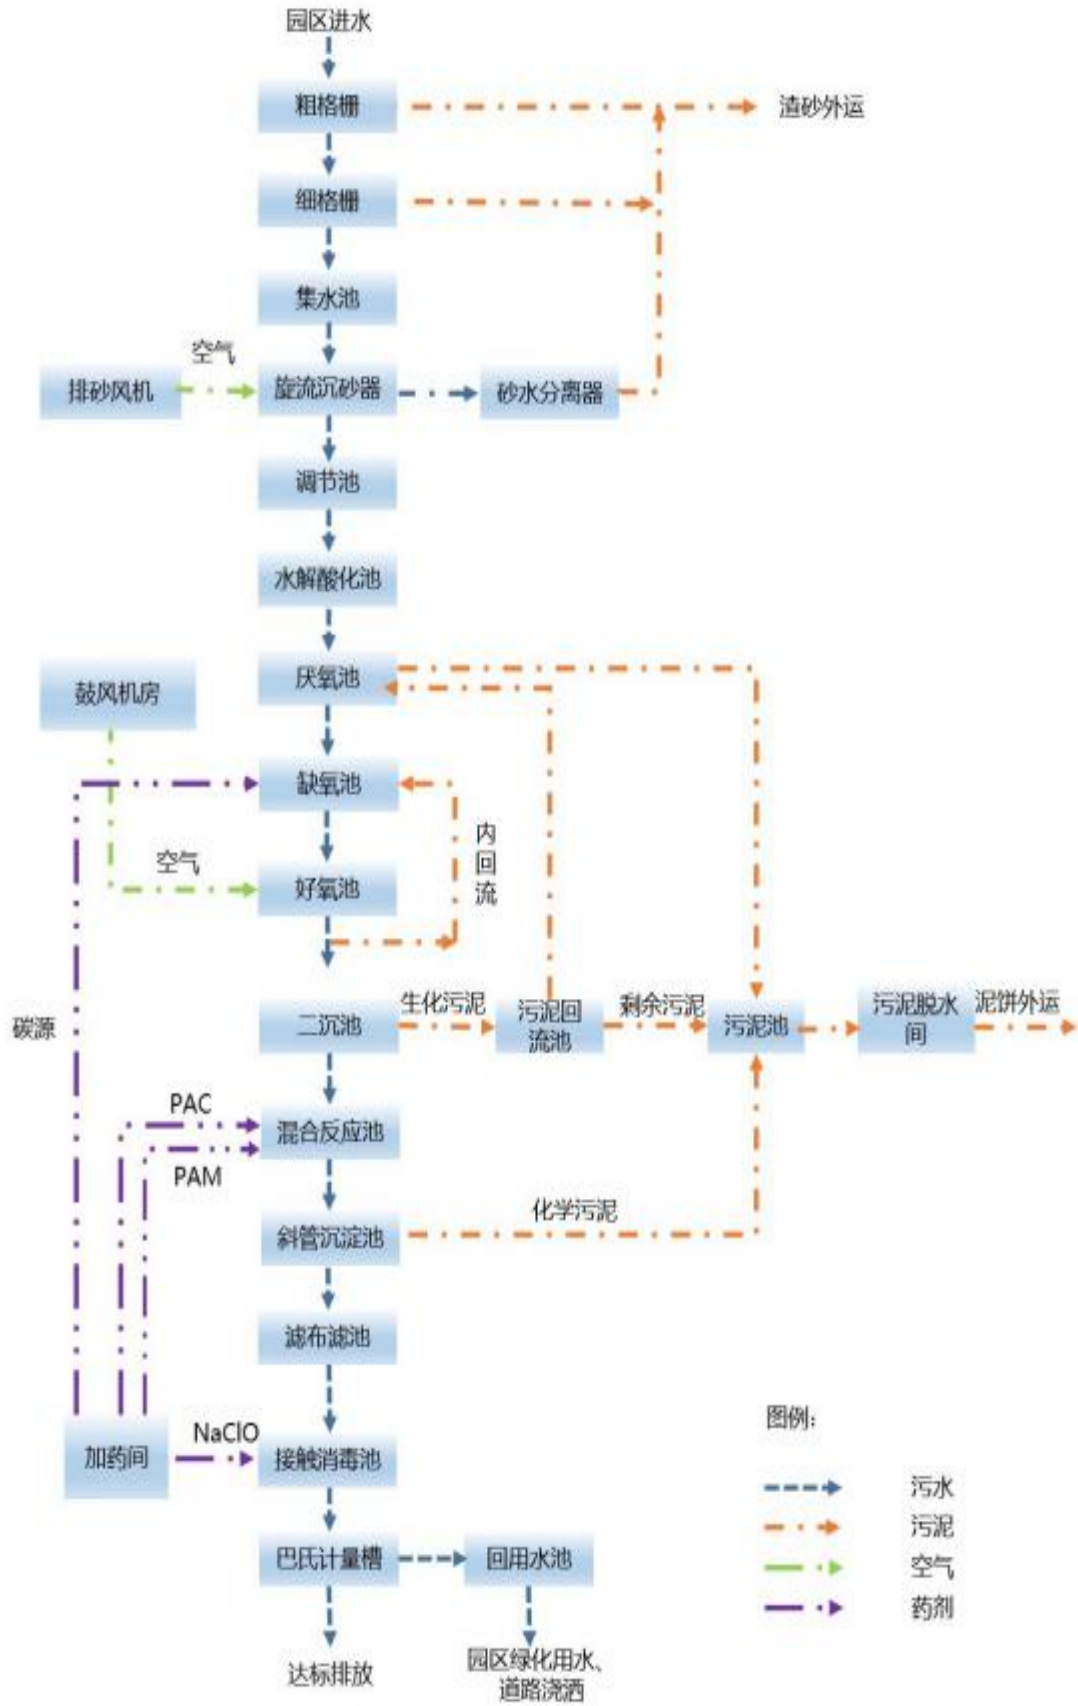 园区进水
粗格栅
渣砂外运
细格栅
集水池
空气
排砂风机
旋流沉砂器
砂水分离器
调节池
水解酸化池
厌氧池
鼓风机房
缺氧池
内
回
流
空气
好氧池
碳源
二沉池
生化污泥
污泥回
流池
剩余污泥
污泥池
污泥脱水
间
泥饼外运
PAC
混合反应池
PAM
斜管沉淀池
化学污泥
滤布滤池
加药间
NaClO
接触消毒池
巴氏计量槽
回用水池
达标排放
园区绿化用水、
道路浇洒
图例：
污水
污泥
空气
药剂